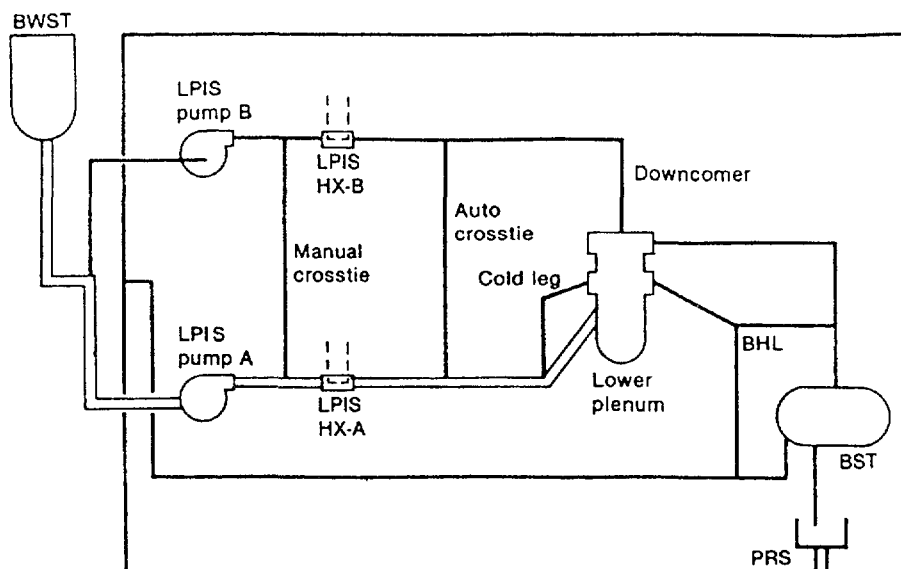 BWST
LPIS
pump B
LPIS
HX-B
Downcomer
Auto
crosstie
Manual
crosstie
Cold leg
LPIS
pump A
BHL
Lower
plenum
LPIS
HX-A
BST
PRS